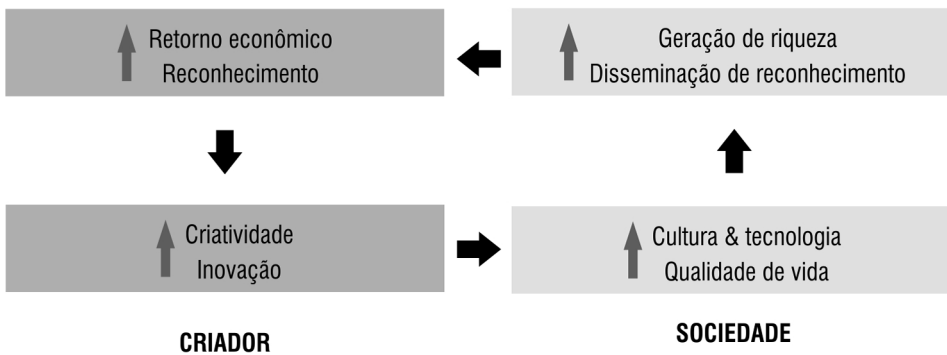 Retorno econômico
Reconhecimento
Geração de riqueza
Disseminação de reconhecimento
Criatividade
Inovação
Cultura & tecnologia
Qualidade de vida
CRIADOR
SOCIEDADE